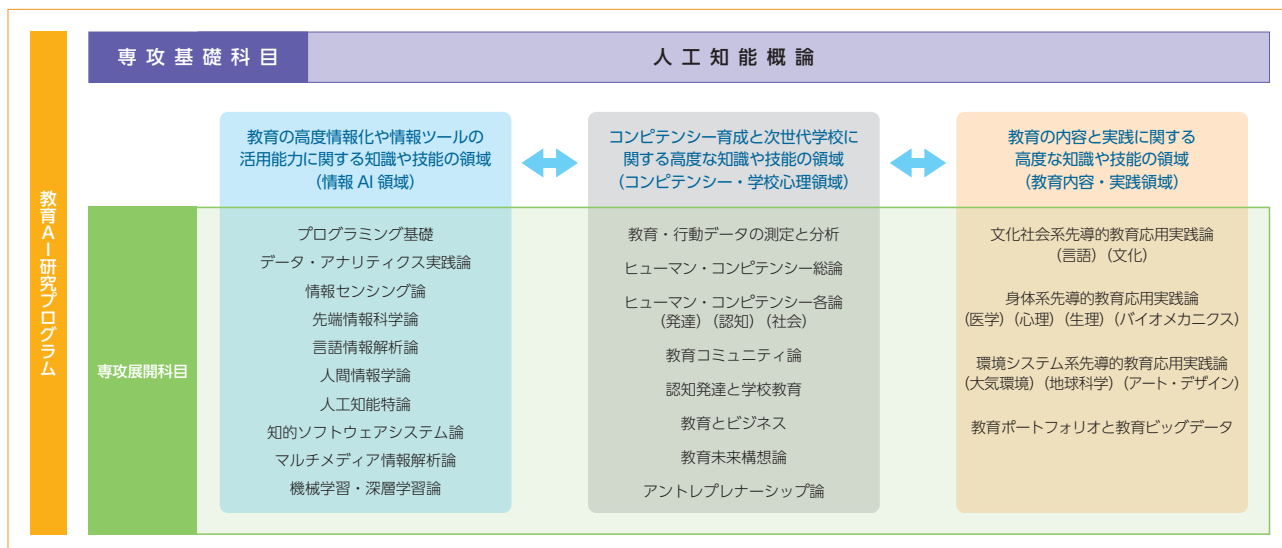 教育AI研究プログラム
専攻基礎科目
人工知能概論
教育の高度情報化や情報ツールの
活用能力に関する知識や技能の領域
（情報 AI 領域）
コンピテンシー育成と次世代学校に
関する高度な知識や技能の領域
（コンピテンシー・学校心理領域）
教育の内容と実践に関する
高度な知識や技能の領域
（教育内容・実践領域）
専攻展開科目
プログラミング基礎
データ・アナリティクス実践論
情報センシング論
先端情報科学論
言語情報解析論
人間情報学論
人工知能特論
知的ソフトウェアシステム論
マルチメディア情報解析論
機械学習・深層学習論
教育・行動データの測定と分析
ヒューマン・コンピテンシー総論
ヒューマン・コンピテンシー各論
（発達）（認知）（社会）
教育コミュニティ論
認知発達と学校教育
教育とビジネス
教育未来構想論
アントレプレナーシップ論
文化社会系先導的教育応用実践論
（言語）（文化）
身体系先導的教育応用実践論
（医学）（心理）（生理）（バイオメカニクス）
環境システム系先導的教育応用実践論
（大気環境）（地球科学）（アート・デザイン）
教育ポートフォリオと教育ビッグデータ